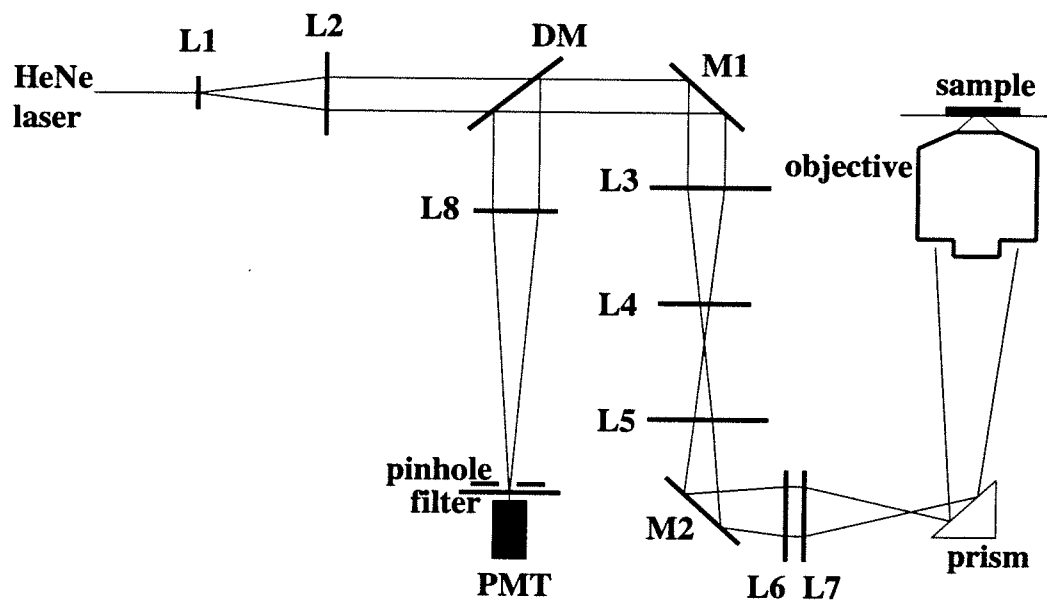 L1
L2
DM
M1
HeNe
laser
sample
objective
L3
L8
L4
L5
pinhole
filter
M2
PMT
L6
L7
prism